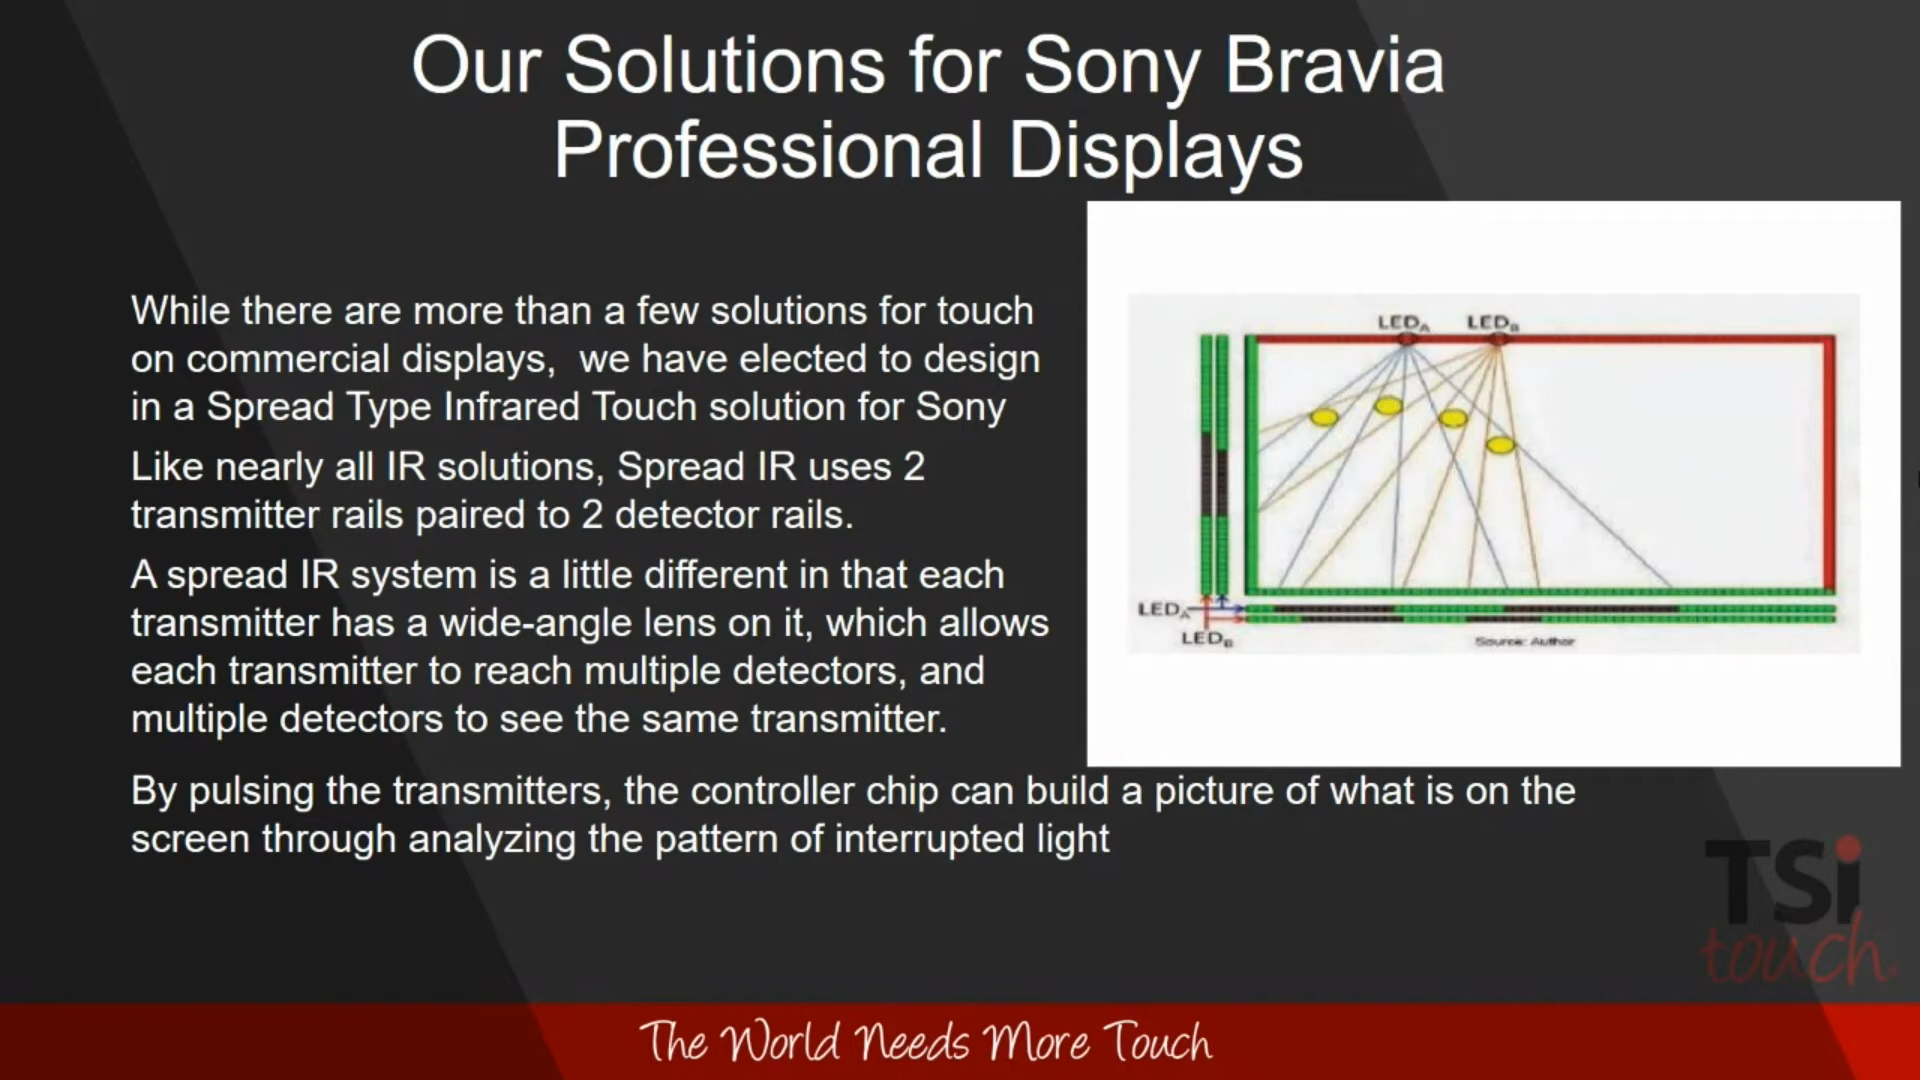 Our Solutions for Sony Bravia
Professional Displays
While there are more than a few solutions for touch
on commercial displays,  we have elected to design
in a Spread Type Infrared Touch solution for Sony
Like nearly all IR solutions, Spread IR uses 2
transmitter rails paired to 2 detector rails.
A spread IR system is a little different in that each
transmitter has a wide-angle lens on it, which allows
each transmitter to reach multiple detectors, and
multiple detectors to see the same transmitter.
By pulsing the transmitters, the controller chip can build a picture of what is on the
screen through analyzing the pattern of interrupted light
LEDA LEDB
LEDA
LEDB
Source: Author
TSi
touch
The World Needs More Touch